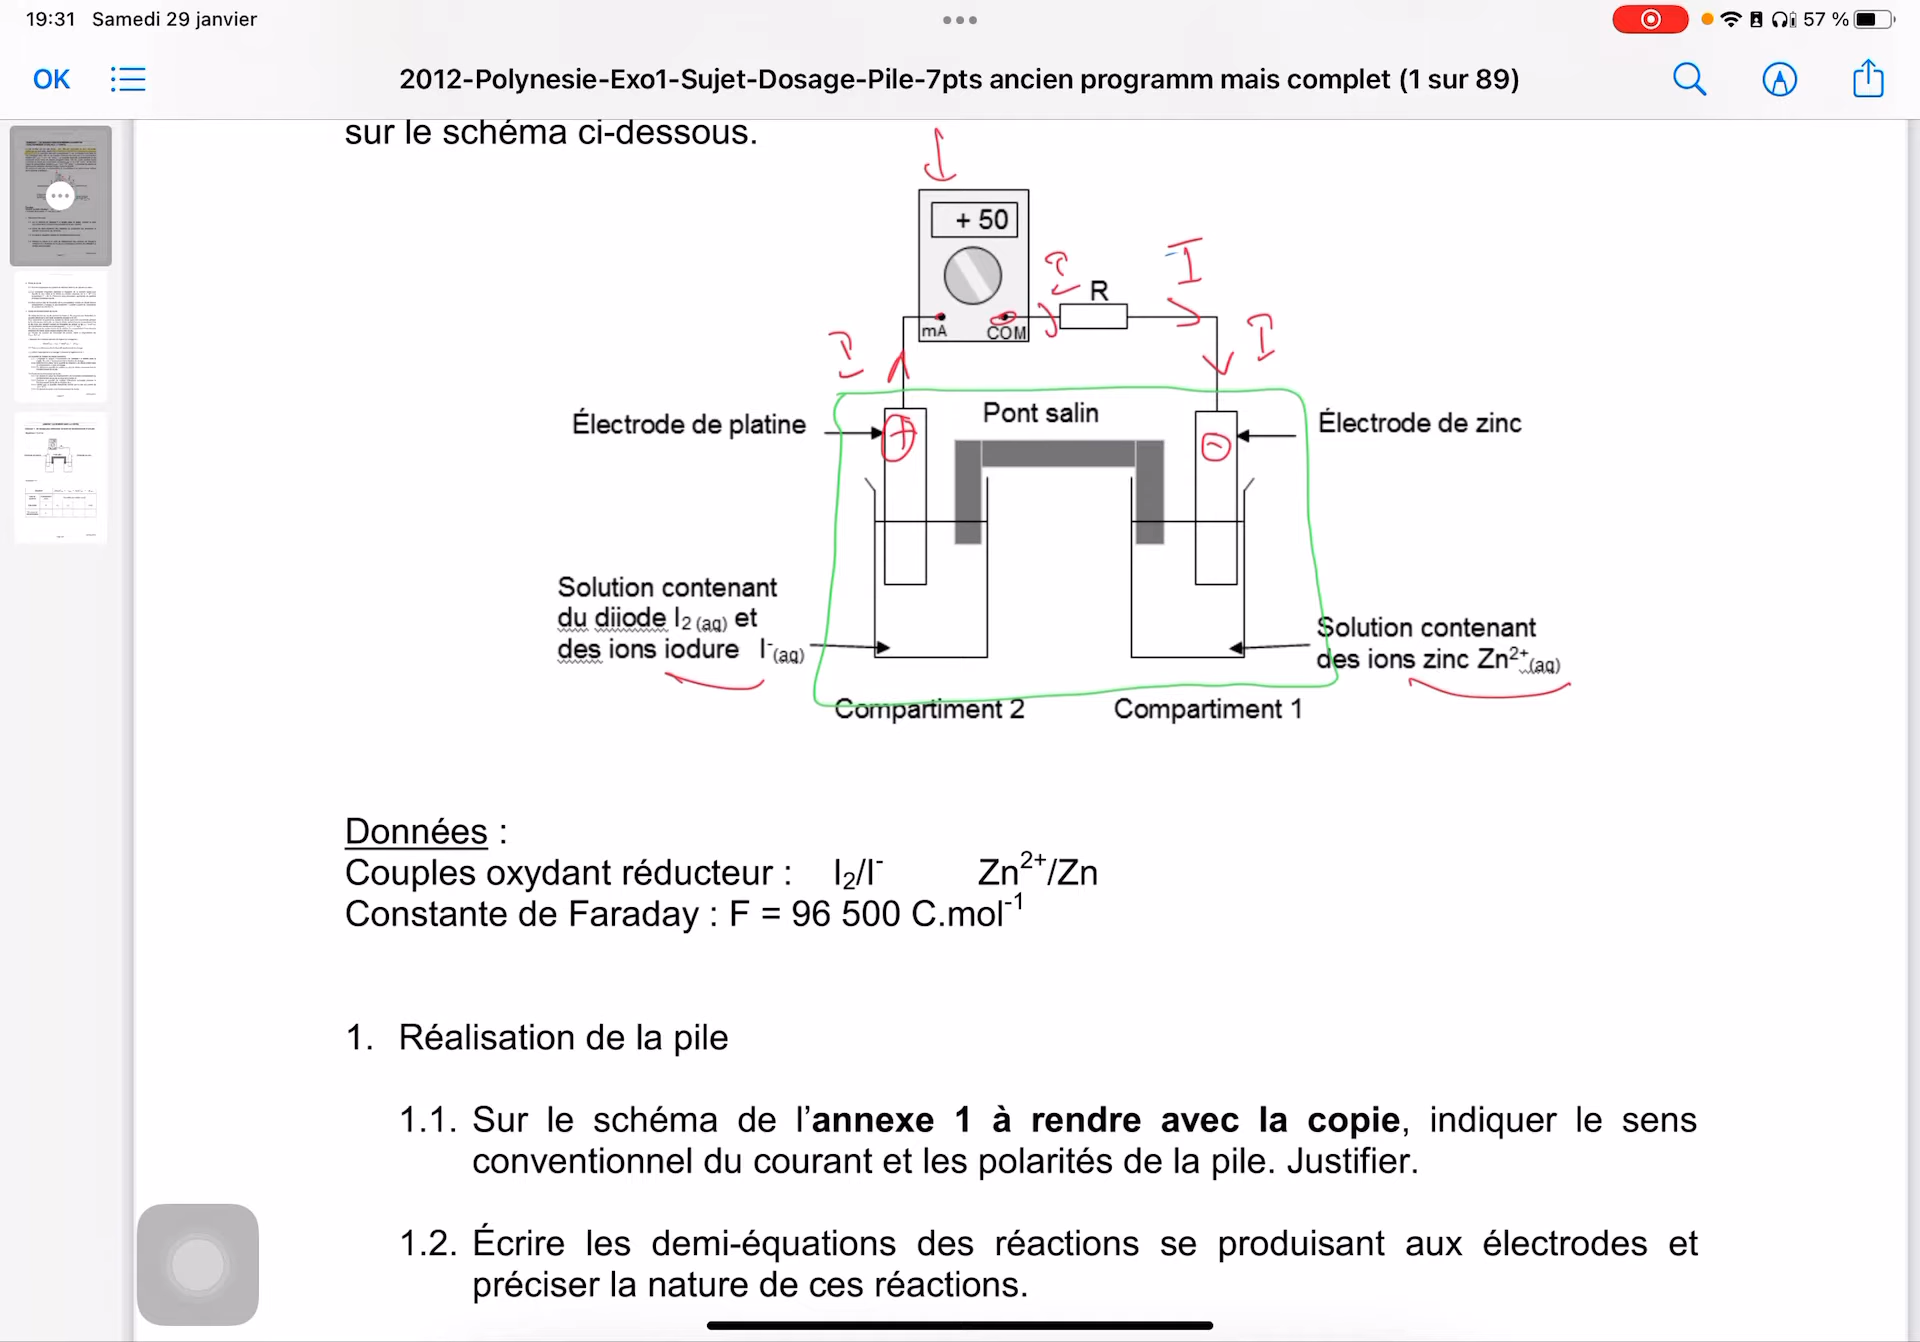 19:31 Samedi 29 janvier
57 %
OK
2012-Polynesie-Exo1-Sujet-Dosage-Pile-7pts ancien programm mais complet (1 sur 89)
sur le schéma ci-dessous.
+ 50
I
I
R
mA
COM
I
I
Électrode de platine
+
Pont salin
-
Électrode de zinc
Solution contenant
du diiode I2 (aq) et
des ions iodure I-(aq)
Solution contenant
des ions zinc Zn2+(aq)
Compartiment 2
Compartiment 1
Données :
Couples oxydant réducteur : I2/I- Zn2+/Zn
Constante de Faraday : F = 96 500 C.mol-1
1. Réalisation de la pile
1.1. Sur le schéma de l'annexe 1 à rendre avec la copie, indiquer le sens
conventionnel du courant et les polarités de la pile. Justifier.
1.2. Écrire les demi-équations des réactions se produisant aux électrodes et
préciser la nature de ces réactions.